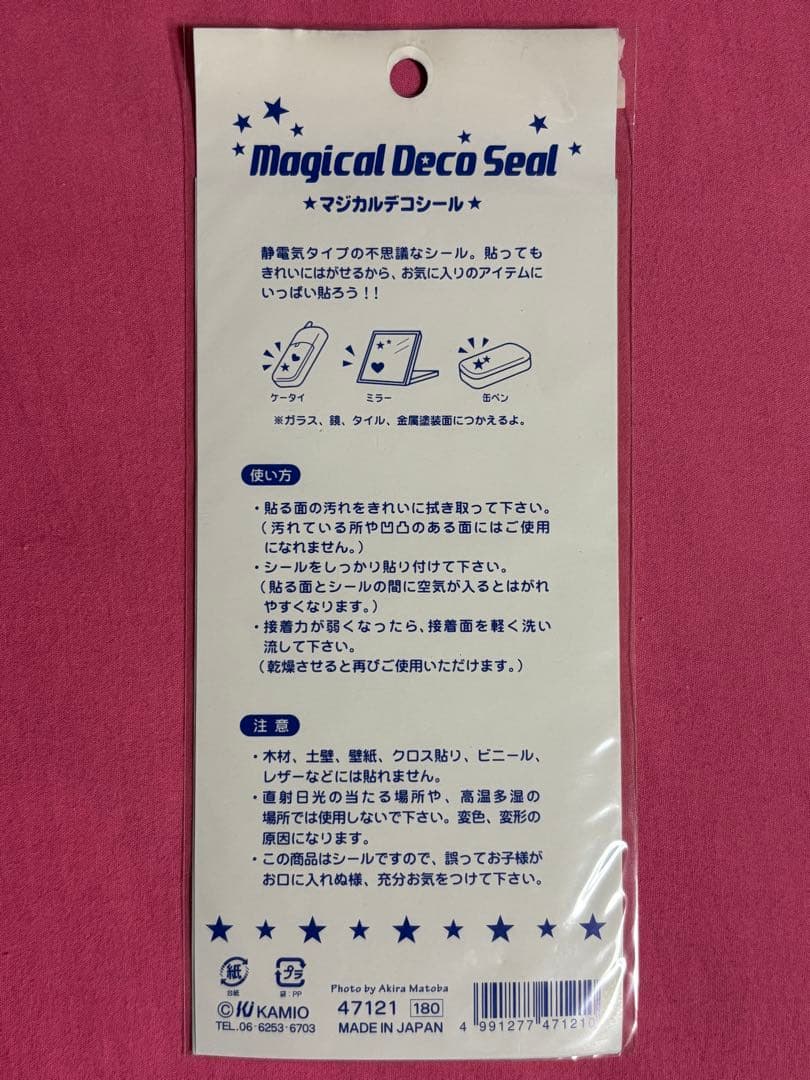 Magical Deco Seal
★マジカルデコシール★
静電気タイプの不思議なシール。貼っても
きれいにはがせるから、お気に入りのアイテムに
いっぱい貼ろう！！
ケータイ
ミラー
缶ペン
※ガラス、鏡、タイル、金属塗装面につかえるよ。
使い方
・貼る面の汚れをきれいに拭き取って下さい。
（汚れている所や凹凸のある面にはご使用
になれません。）
・シールをしっかり貼り付けて下さい。
（貼る面とシールの間に空気が入るとはがれ
やすくなります。）
・接着力が弱くなったら、接着面を軽く洗い
流して下さい。
（乾燥させると再びご使用いただけます。）
注意
・木材、土壁、壁紙、クロス貼り、ビニール、
レザーなどには貼れません。
・直射日光の当たる場所や、高温多湿の
場所では使用しないで下さい。変色、変形の
原因になります。
・この商品はシールですので、誤ってお子様が
お口に入れぬ様、充分お気をつけて下さい。
紙
台紙
プラ
袋：PP
Photo by Akira Matoba
© KAMIO
TEL.06-6253-6703
47121 180
MADE IN JAPAN
4 991277 471210